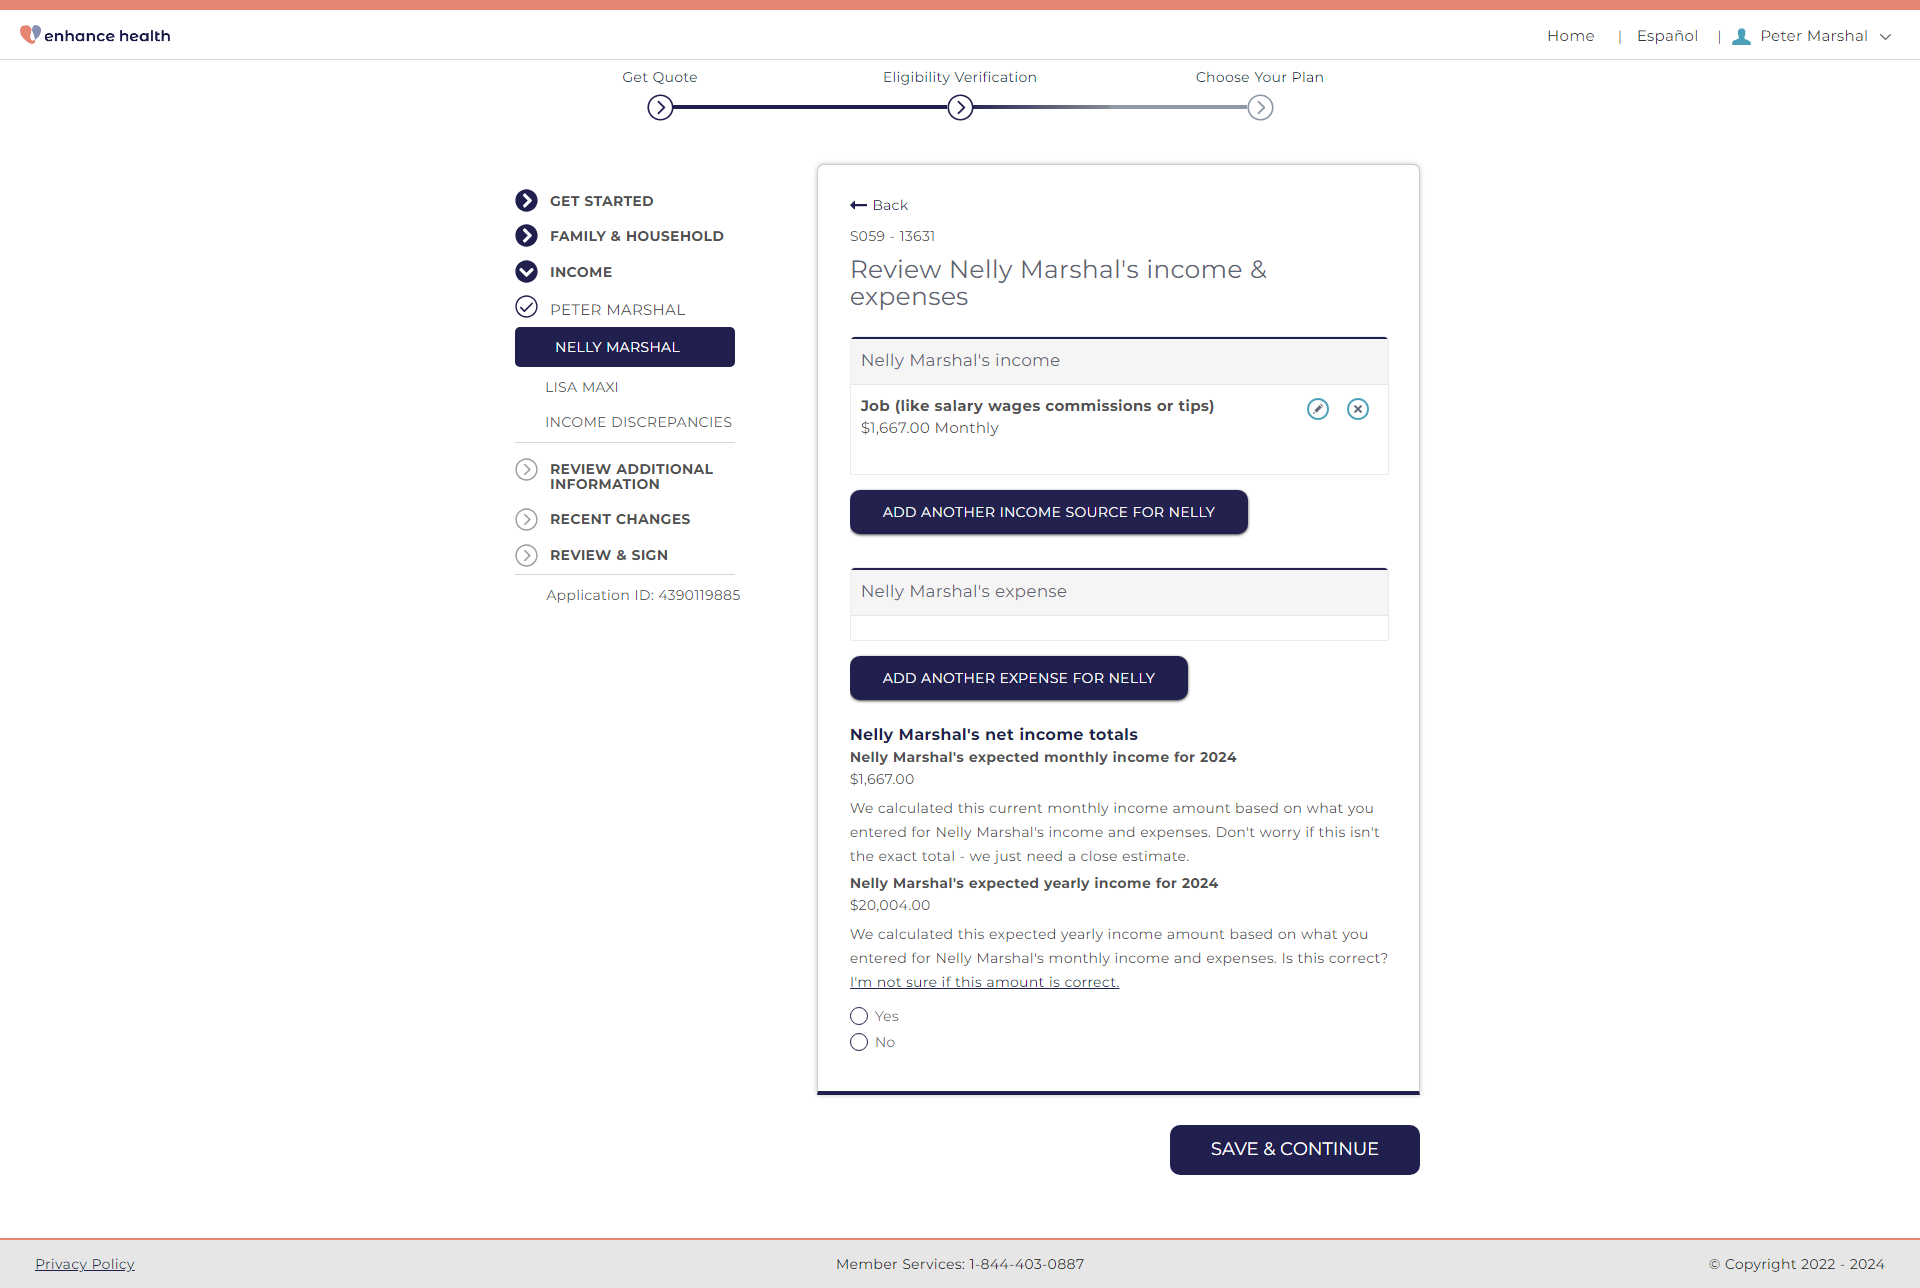 enhance health
Home | Español | Peter Marshal
Get Quote
Eligibility Verification
Choose Your Plan
GET STARTED
FAMILY & HOUSEHOLD
INCOME
PETER MARSHAL
NELLY MARSHAL
LISA MAXI
INCOME DISCREPANCIES
REVIEW ADDITIONAL
INFORMATION
RECENT CHANGES
REVIEW & SIGN
Application ID: 4390119885
Back
S059 - 13631
Review Nelly Marshal's income &
expenses
Nelly Marshal's income
Job (like salary wages commissions or tips)
$1,667.00 Monthly
ADD ANOTHER INCOME SOURCE FOR NELLY
Nelly Marshal's expense
ADD ANOTHER EXPENSE FOR NELLY
Nelly Marshal's net income totals
Nelly Marshal's expected monthly income for 2024
$1,667.00
We calculated this current monthly income amount based on what you
entered for Nelly Marshal's income and expenses. Don't worry if this isn't
the exact total - we just need a close estimate.
Nelly Marshal's expected yearly income for 2024
$20,004.00
We calculated this expected yearly income amount based on what you
entered for Nelly Marshal's monthly income and expenses. Is this correct?
I'm not sure if this amount is correct.
Yes
No
SAVE & CONTINUE
Privacy Policy
Member Services: 1-844-403-0887
© Copyright 2022 - 2024